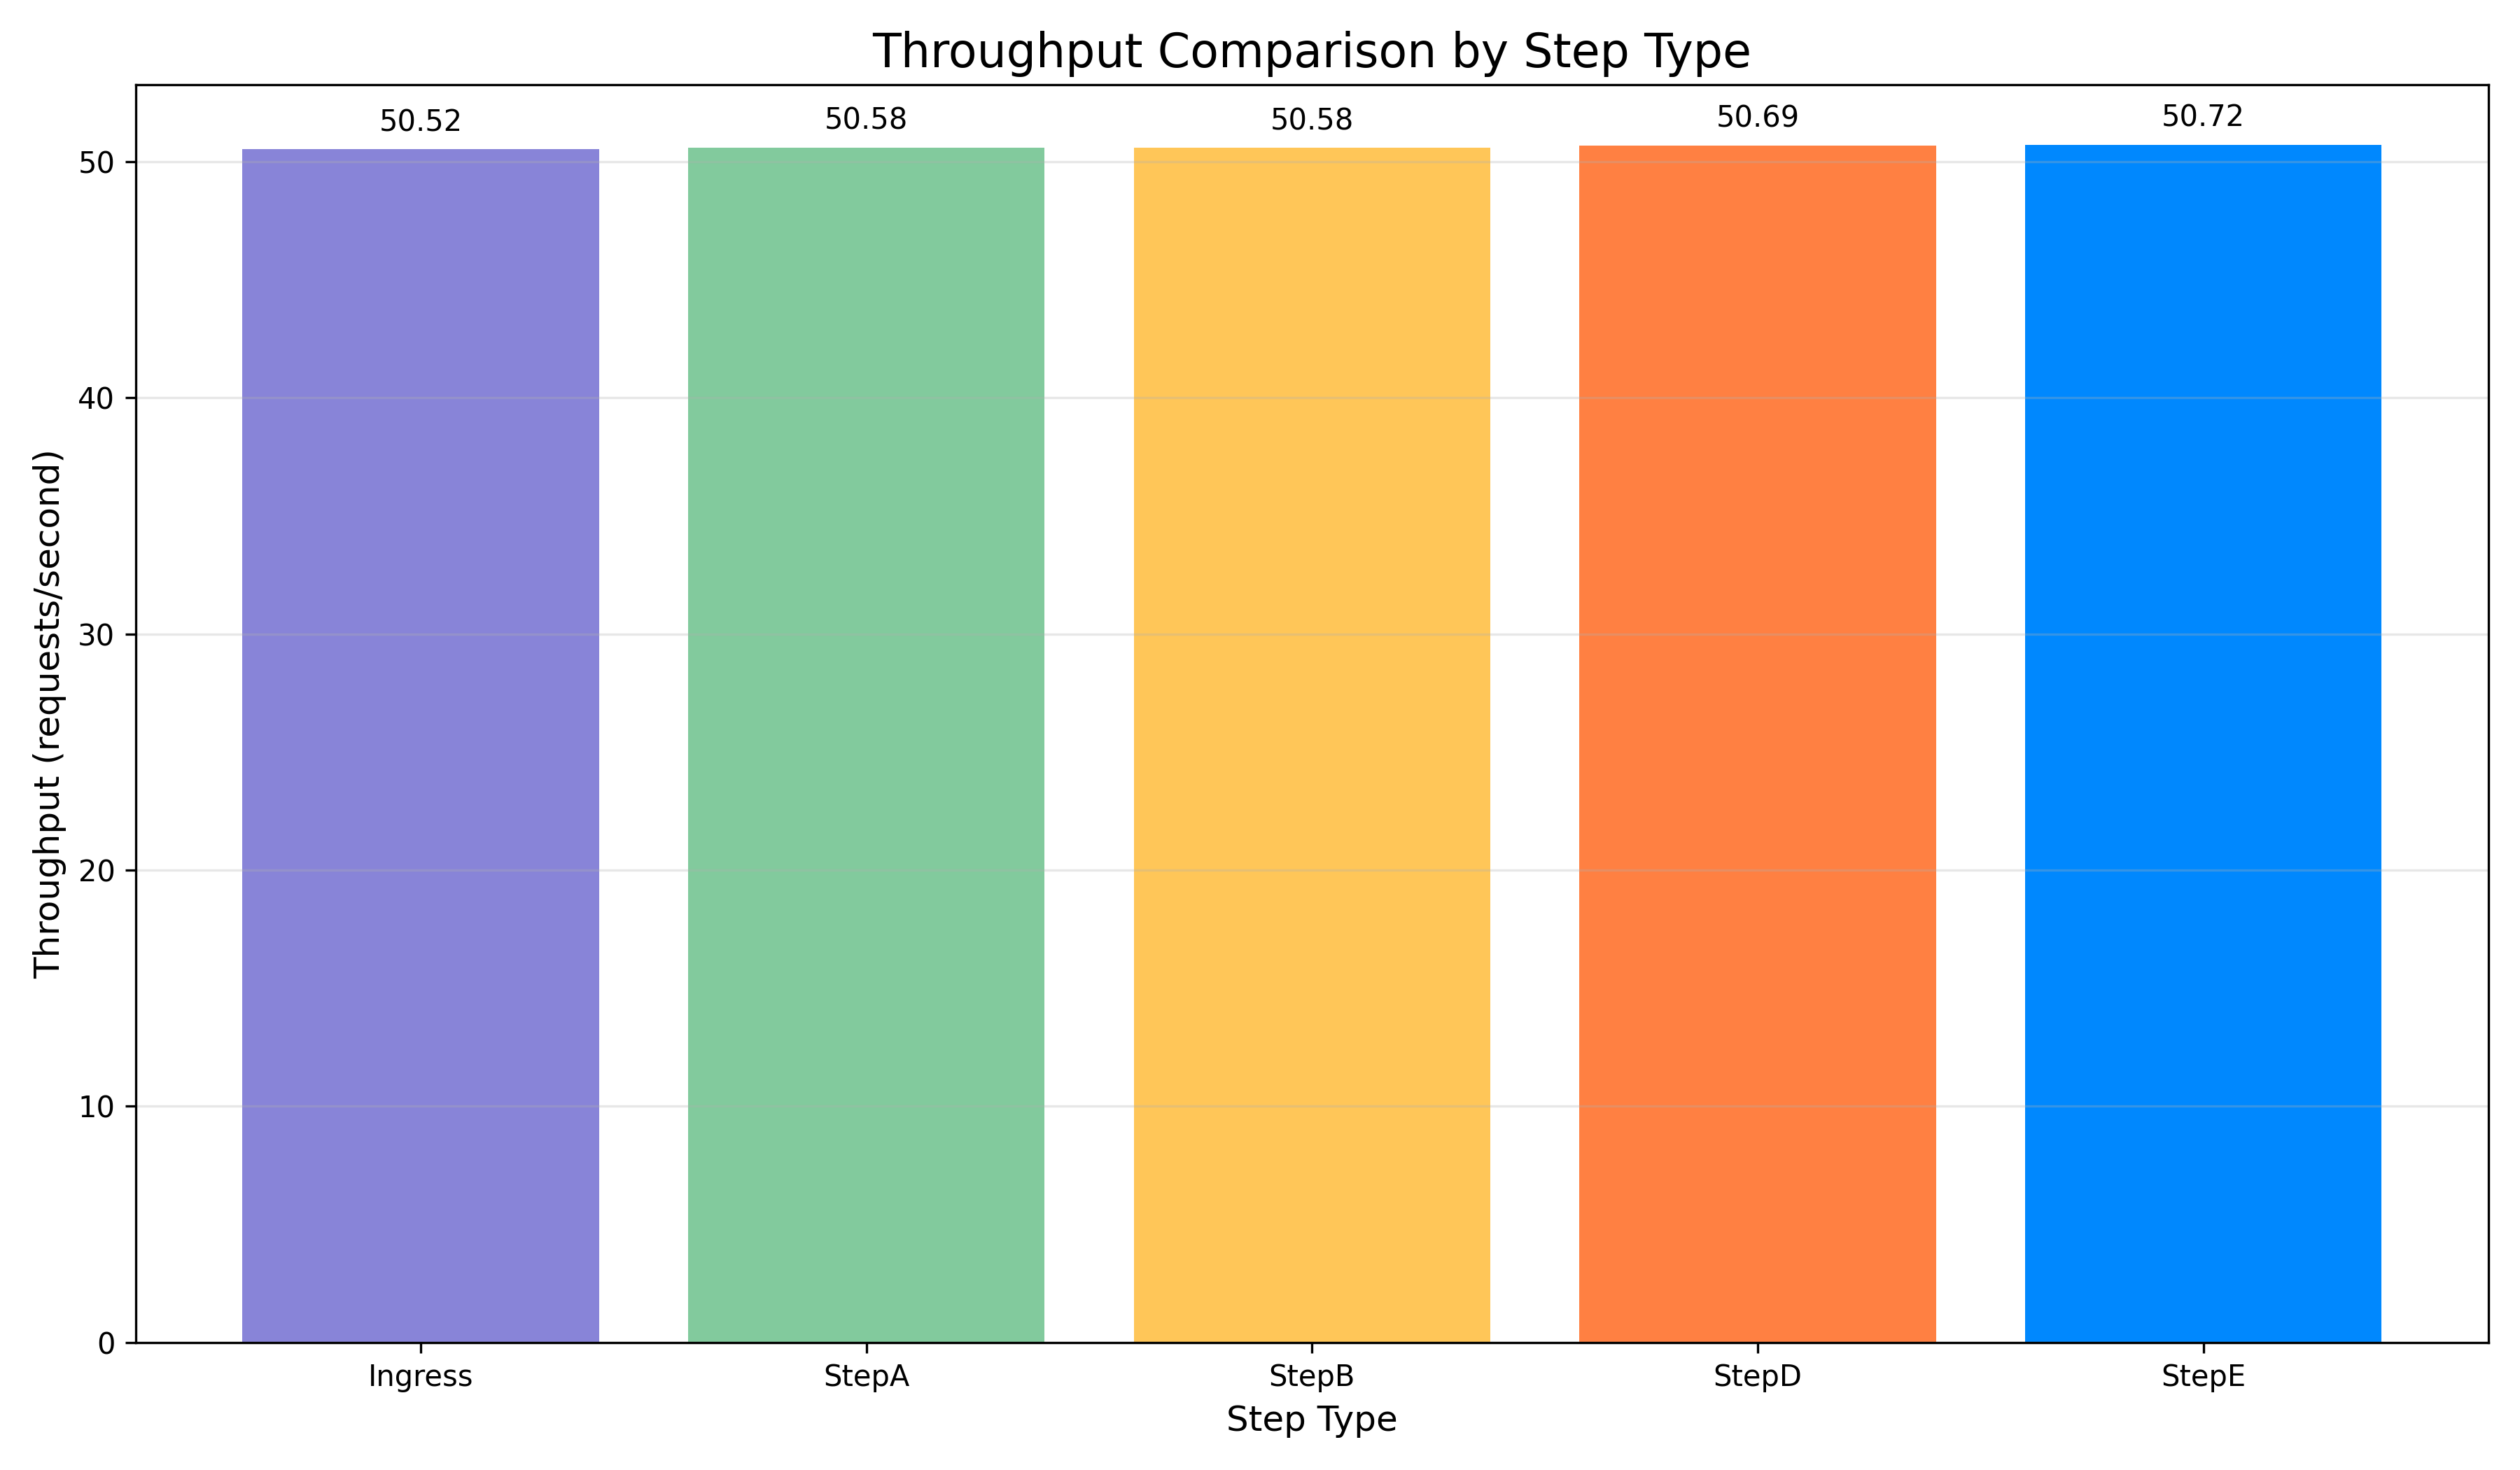 Throughput Comparison by Step Type
50.52 50.58 50.58 50.69 50.72
50
40
30
20
10
0
Throughput (requests/second)
Ingress StepA StepB StepD StepE
Step Type